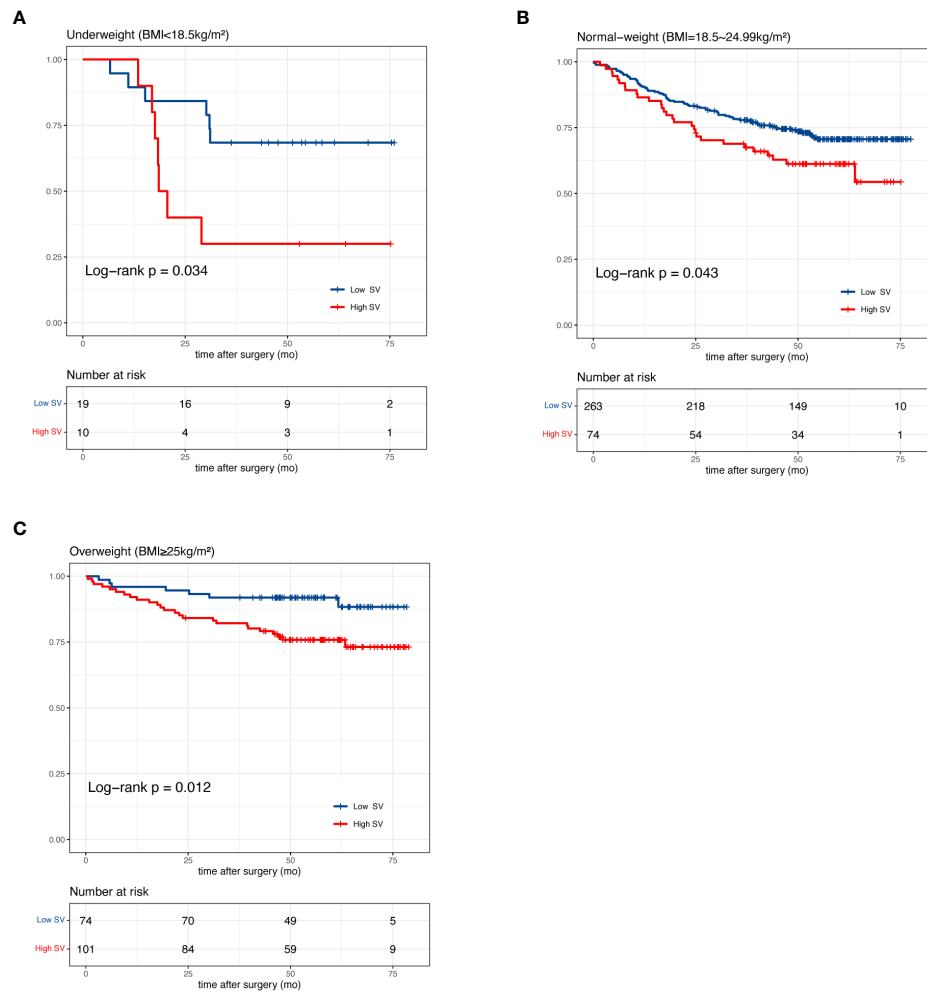 A
Underweight (BMI<18.5kg/m²)
1.00
0.75
0.50
0.25
0.00
Log-rank p = 0.034
Low SV
High SV
0 25 50 75
time after surgery (mo)
Number at risk
Low SV 19 16 9 2
High SV 10 4 3 1
0 25 50 75
time after surgery (mo)
B
Normal-weight (BMI=18.5~24.99kg/m²)
1.00
0.75
0.50
0.25
0.00
Log-rank p = 0.043
Low SV
High SV
0 25 50 75
time after surgery (mo)
Number at risk
Low SV 263 218 149 10
High SV 74 54 34 1
0 25 50 75
time after surgery (mo)
C
Overweight (BMI≥25kg/m²)
1.00
0.75
0.50
0.25
0.00
Log-rank p = 0.012
Low SV
High SV
0 25 50 75
time after surgery (mo)
Number at risk
Low SV 74 70 49 5
High SV 101 84 59 9
0 25 50 75
time after surgery (mo)